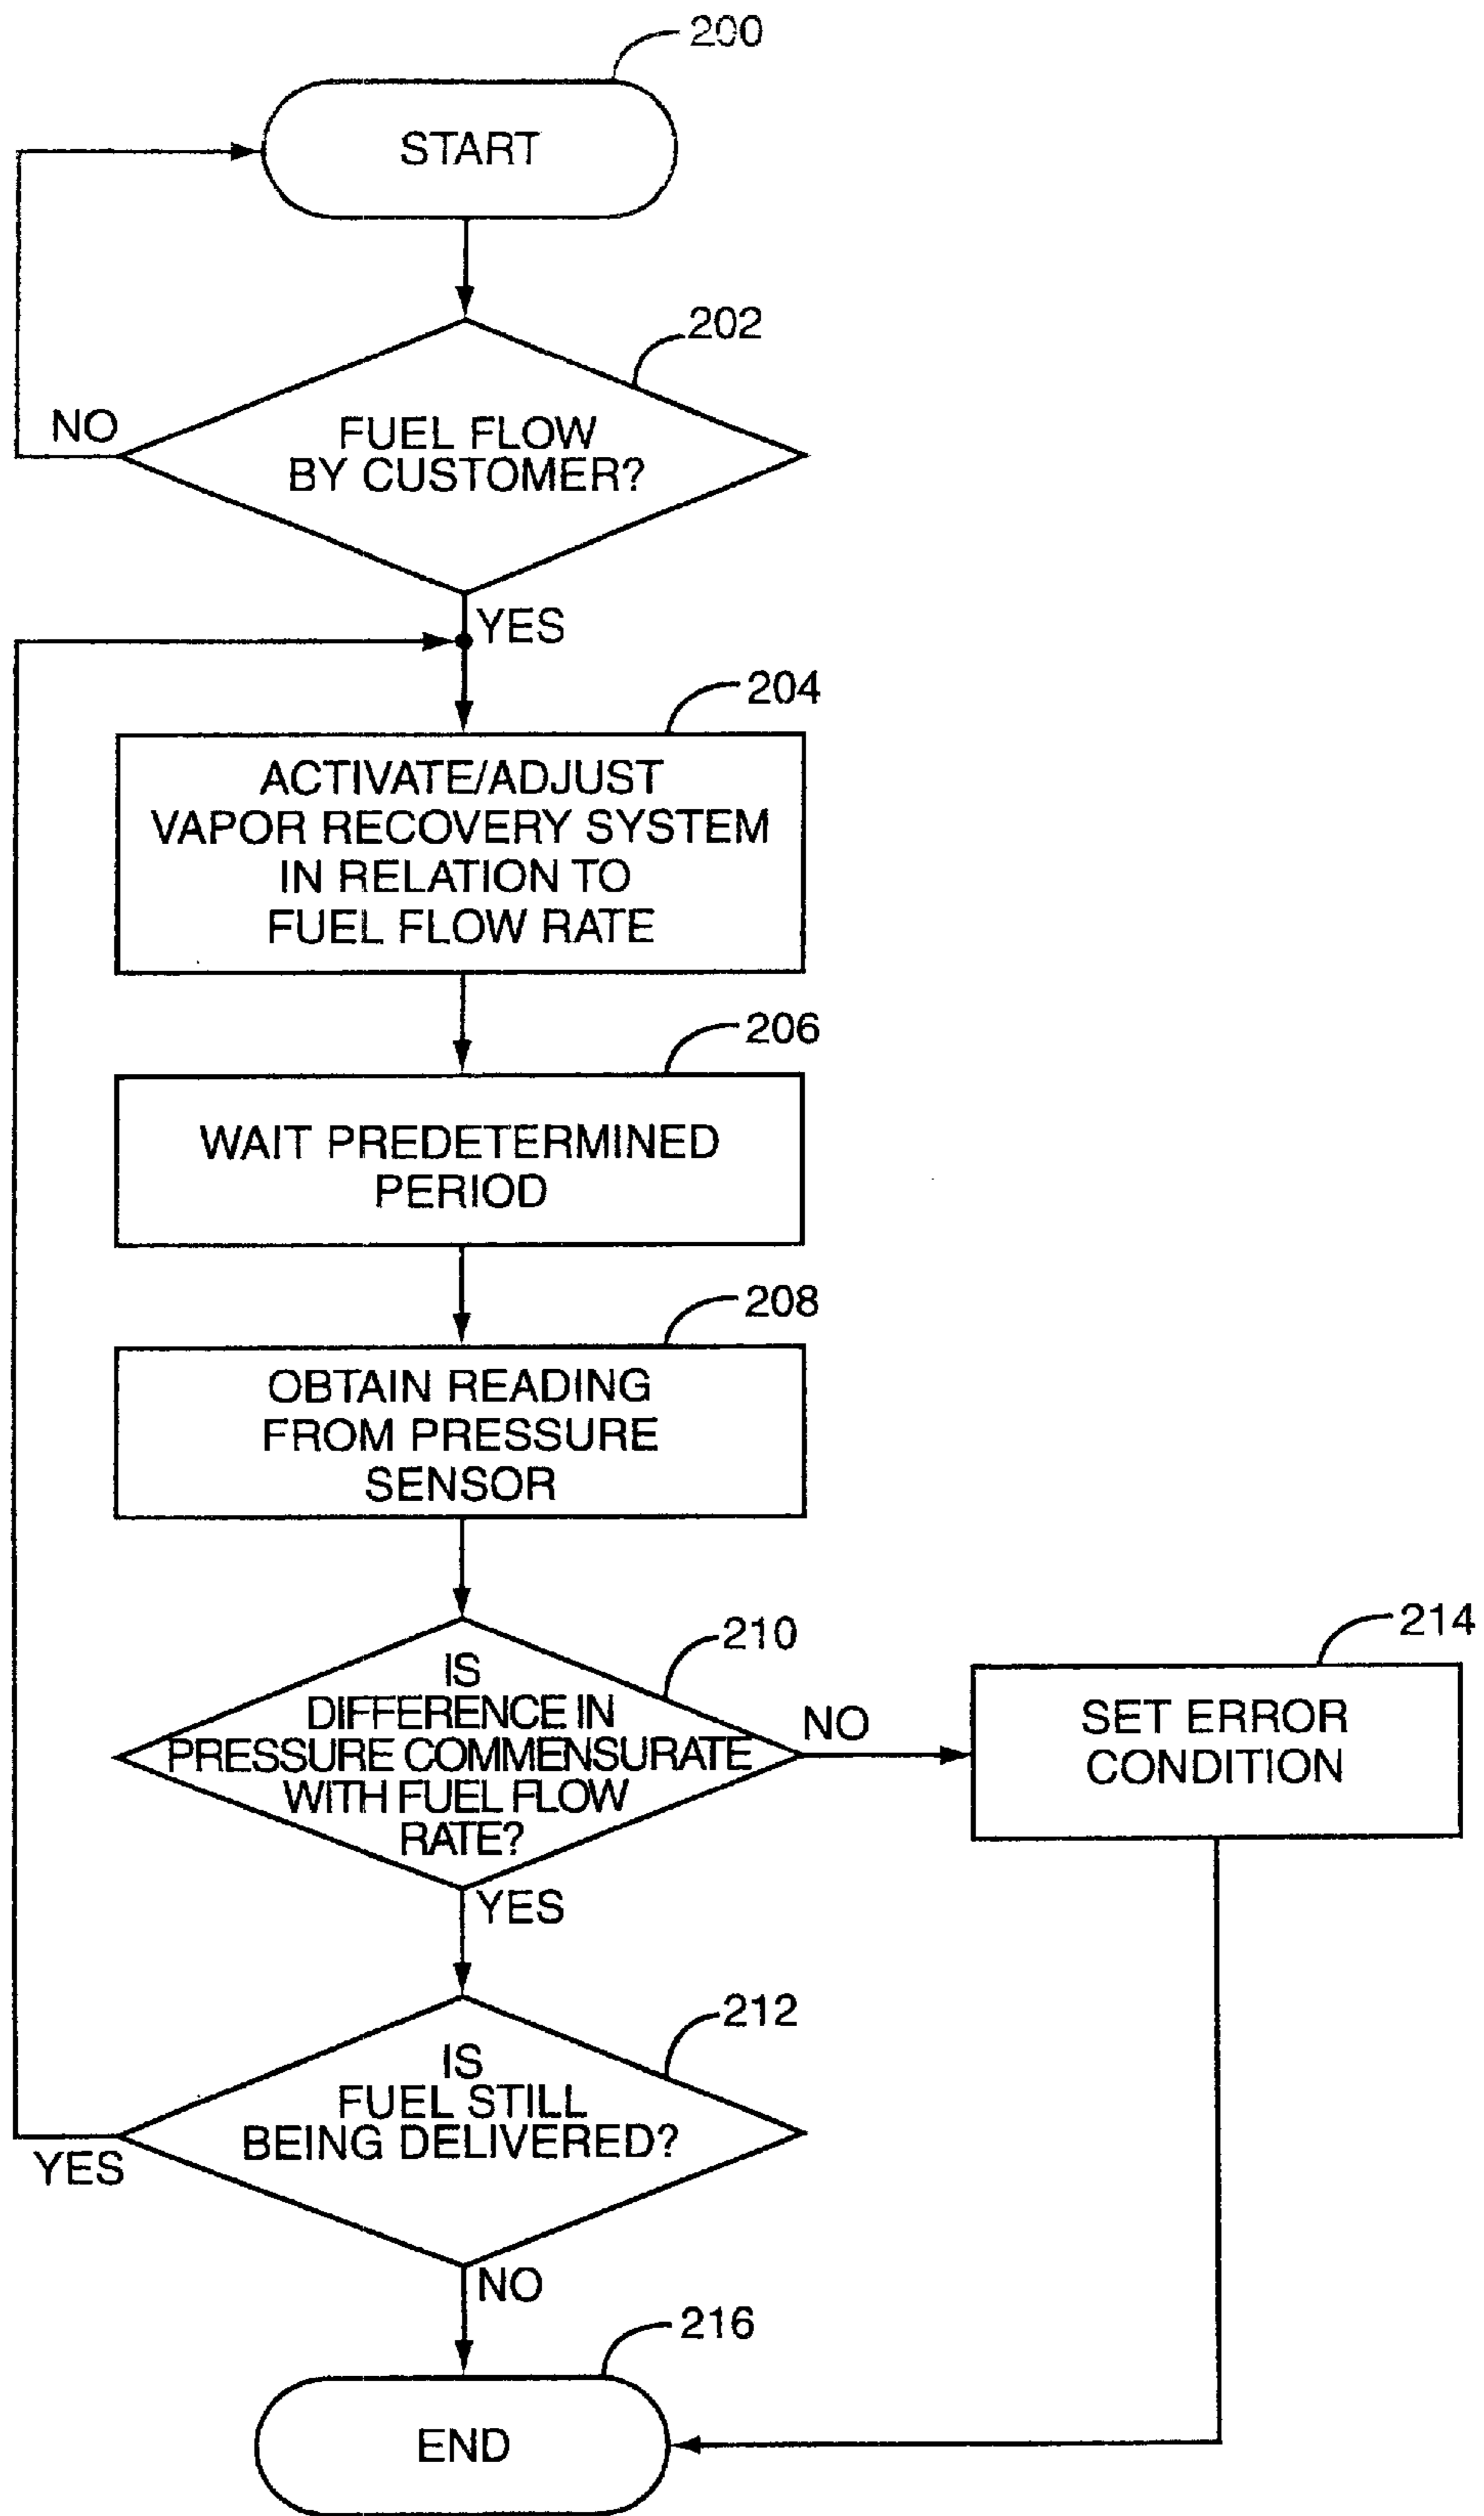 200
START
202
NO
FUEL FLOW
BY CUSTOMER?
YES
204
ACTIVATE/ADJUST
VAPOR RECOVERY SYSTEM
IN RELATION TO
FUEL FLOW RATE
206
WAIT PREDETERMINED
PERIOD
208
OBTAIN READING
FROM PRESSURE
SENSOR
210
IS
DIFFERENCE IN
PRESSURE COMMENSURATE
WITH FUEL FLOW
RATE?
NO
214
SET ERROR
CONDITION
YES
212
IS
FUEL STILL
BEING DELIVERED?
YES
NO
216
END